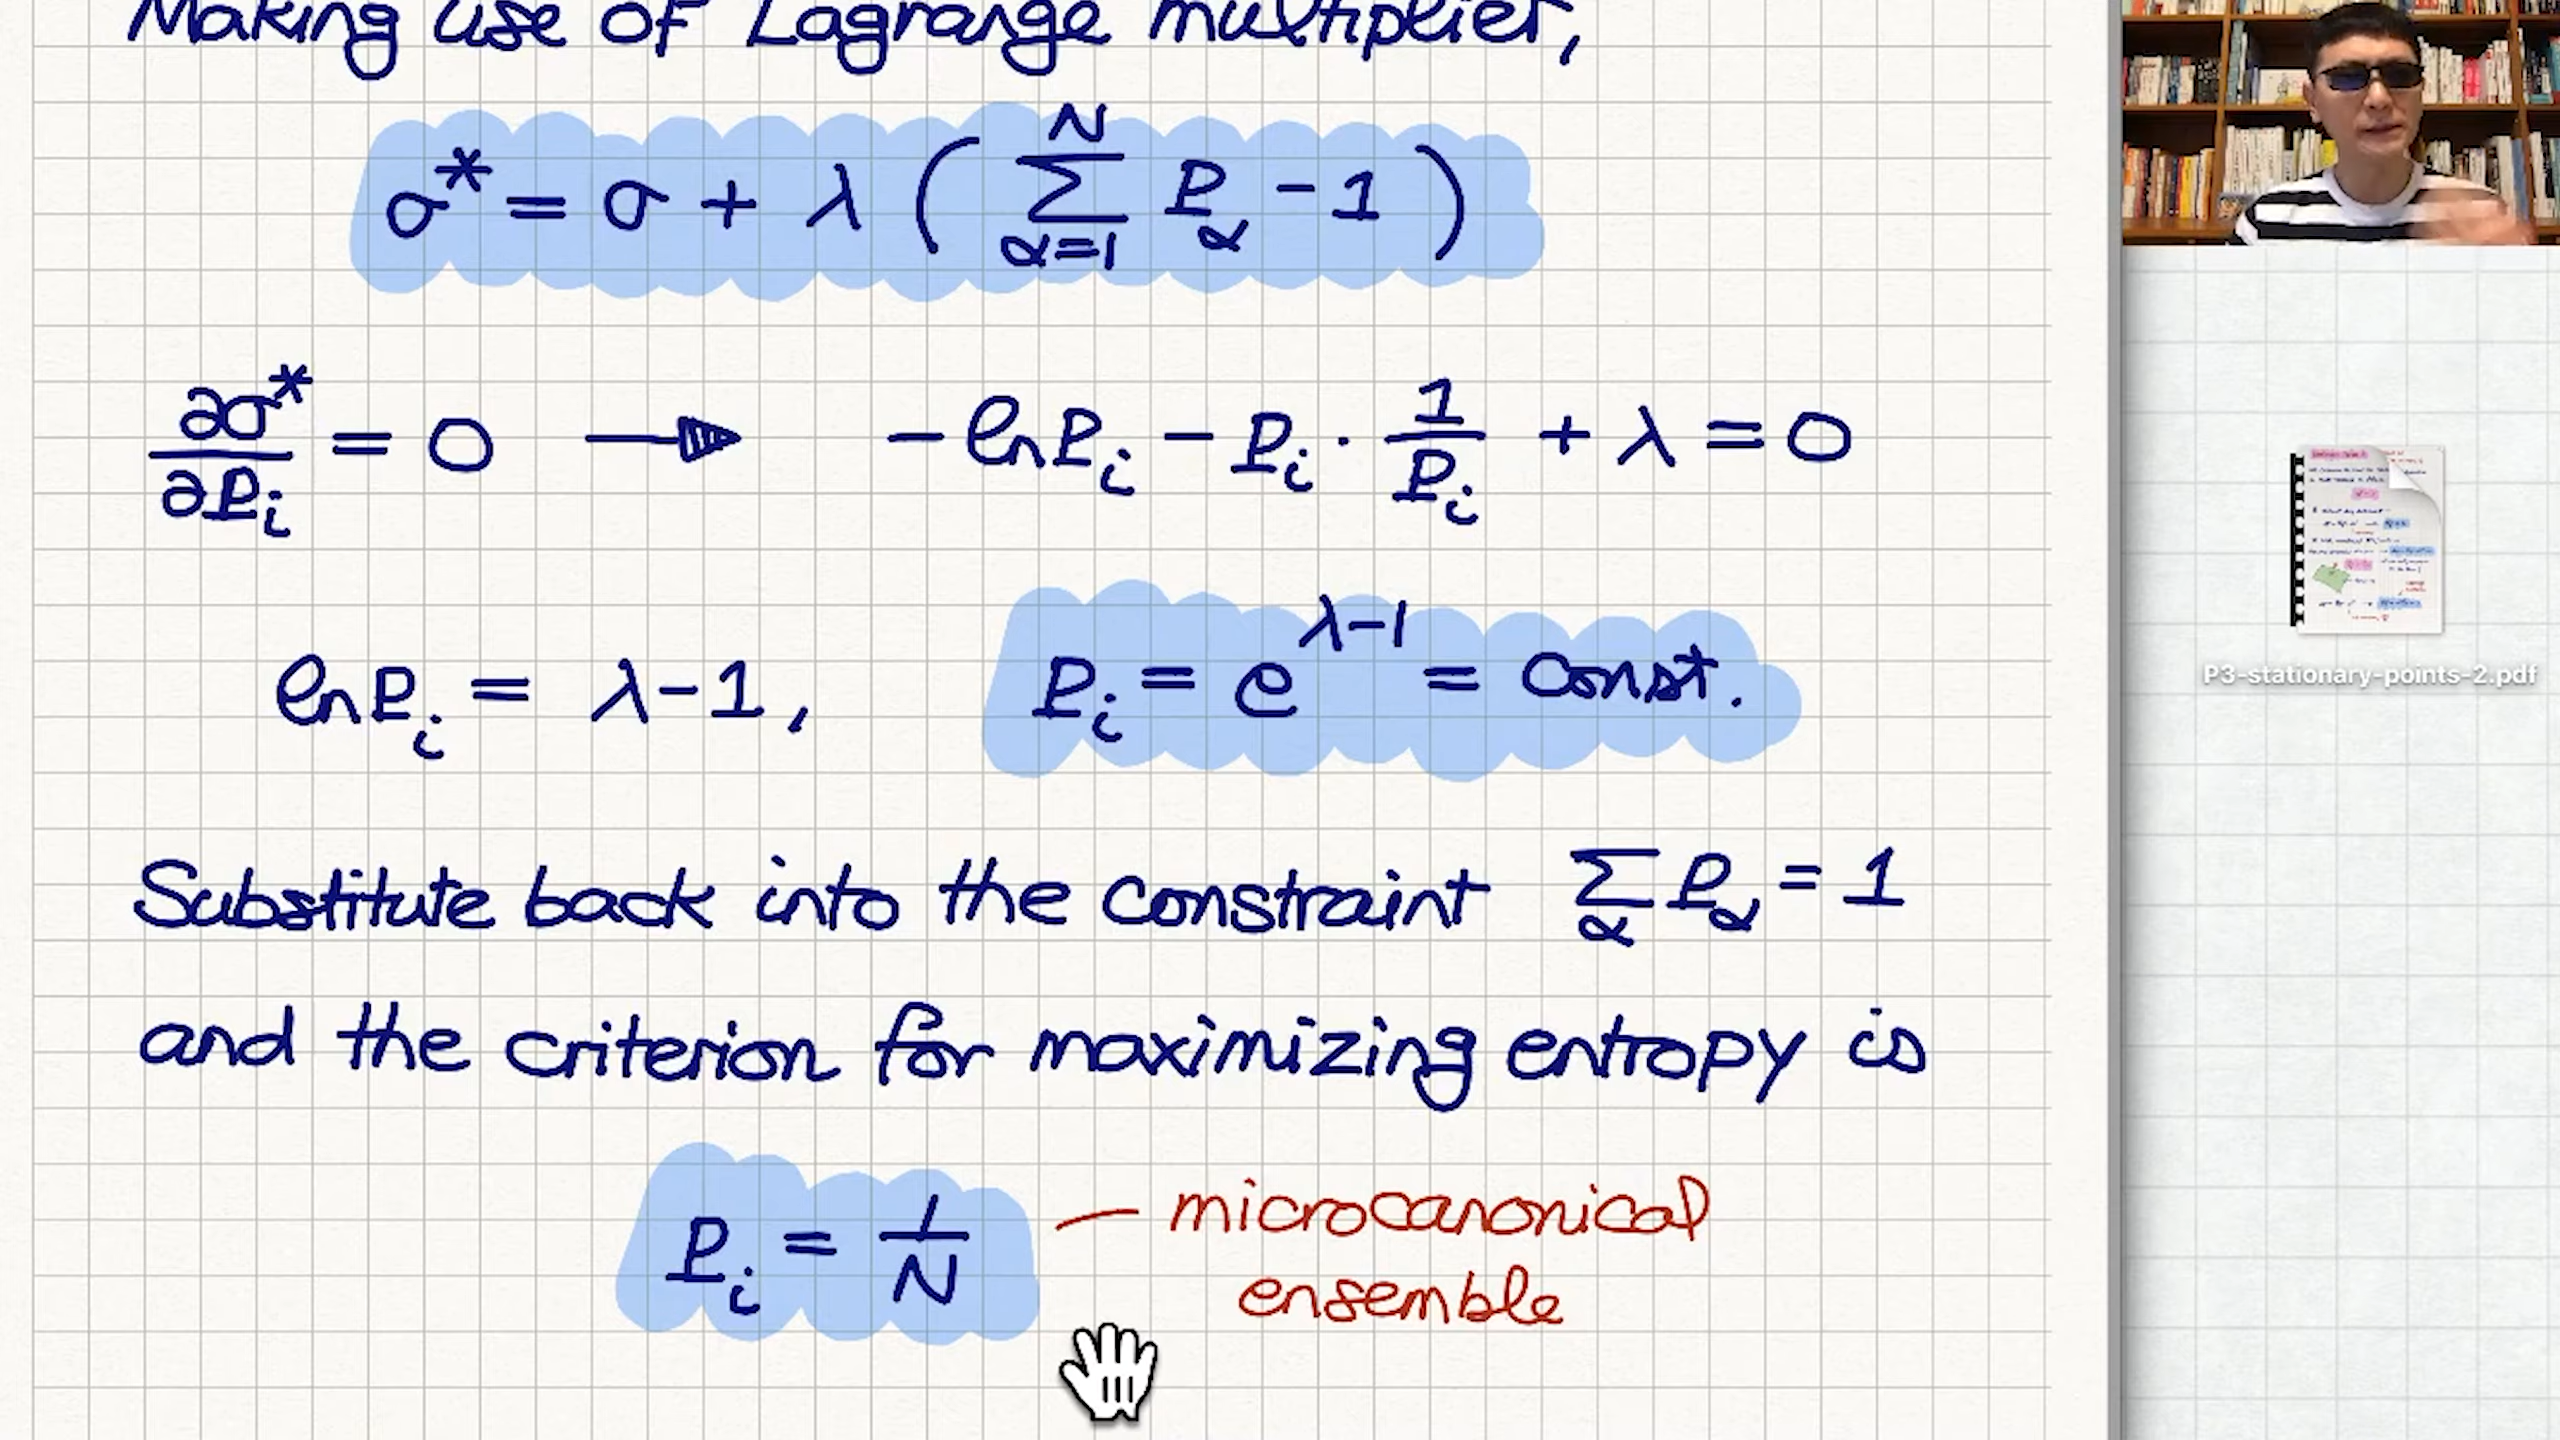 Making use of Lagrange multiplier,
σ* = σ + λ ( ∑_{α=1}^{N} P_α - 1 )
∂σ*/∂P_i = 0 → - ln P_i - P_i · 1/P_i + λ = 0
ln P_i = λ - 1, P_i = e^{λ-1} = const.
Substitute back into the constraint ∑_α P_α = 1
and the criterion for maximizing entropy is
P_i = 1/N — microcanonical
ensemble
P3-stationary-points-2.pdf